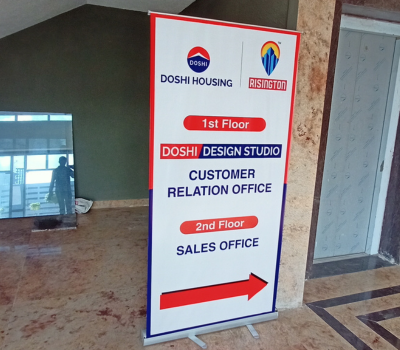 DOSHI
DOSHI HOUSING
RISINGTON
1st Floor
DOSHI DESIGN STUDIO
CUSTOMER
RELATION OFFICE
2nd Floor
SALES OFFICE